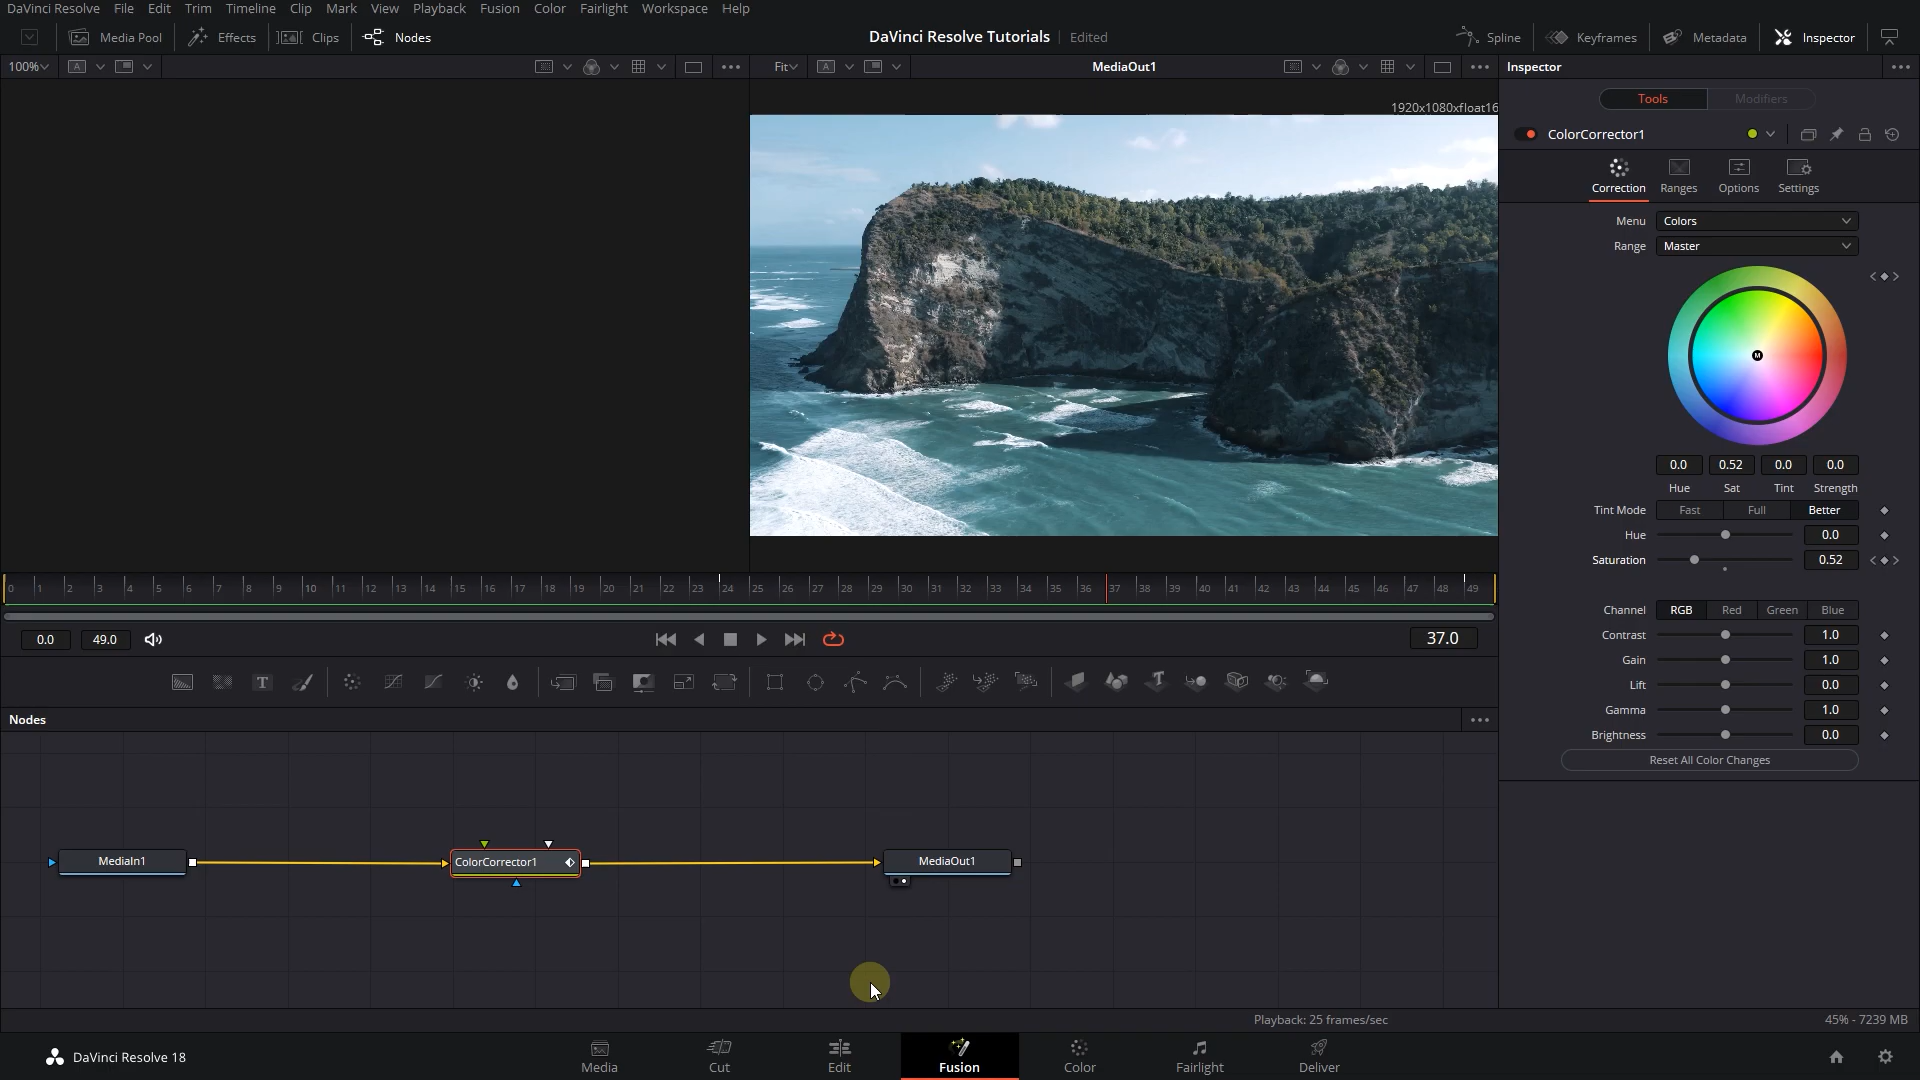 DaVinci Resolve File Edit Trim Timeline Clip Mark View Playback Fusion Color Fairlight Workspace Help
Media Pool Effects Clips Nodes DaVinci Resolve Tutorials Edited Spline Keyframes Metadata Inspector
100% A Fit A MediaOut1 Inspector
Tools Modifiers
1920x1080xfloat16
ColorCorrector1
Correction Ranges Options Settings
Menu Colors
Range Master
M
0.0 0.52 0.0 0.0
Hue Sat Tint Strength
Tint Mode Fast Full Better
Hue 0.0
Saturation 0.52
Channel RGB Red Green Blue
Contrast 1.0
Gain 1.0
Lift 0.0
Gamma 1.0
Brightness 0.0
Reset All Color Changes
0 1 2 3 4 5 6 7 8 9 10 11 12 13 14 15 16 17 18 19 20 21 22 23 24 25 26 27 28 29 30 31 32 33 34 35 36 37 38 39 40 41 42 43 44 45 46 47 48 49
0.0 49.0 37.0
T
Nodes
MediaIn1 ColorCorrector1 MediaOut1
Playback: 25 frames/sec 45% - 7239 MB
DaVinci Resolve 18 Media Cut Edit Fusion Color Fairlight Deliver